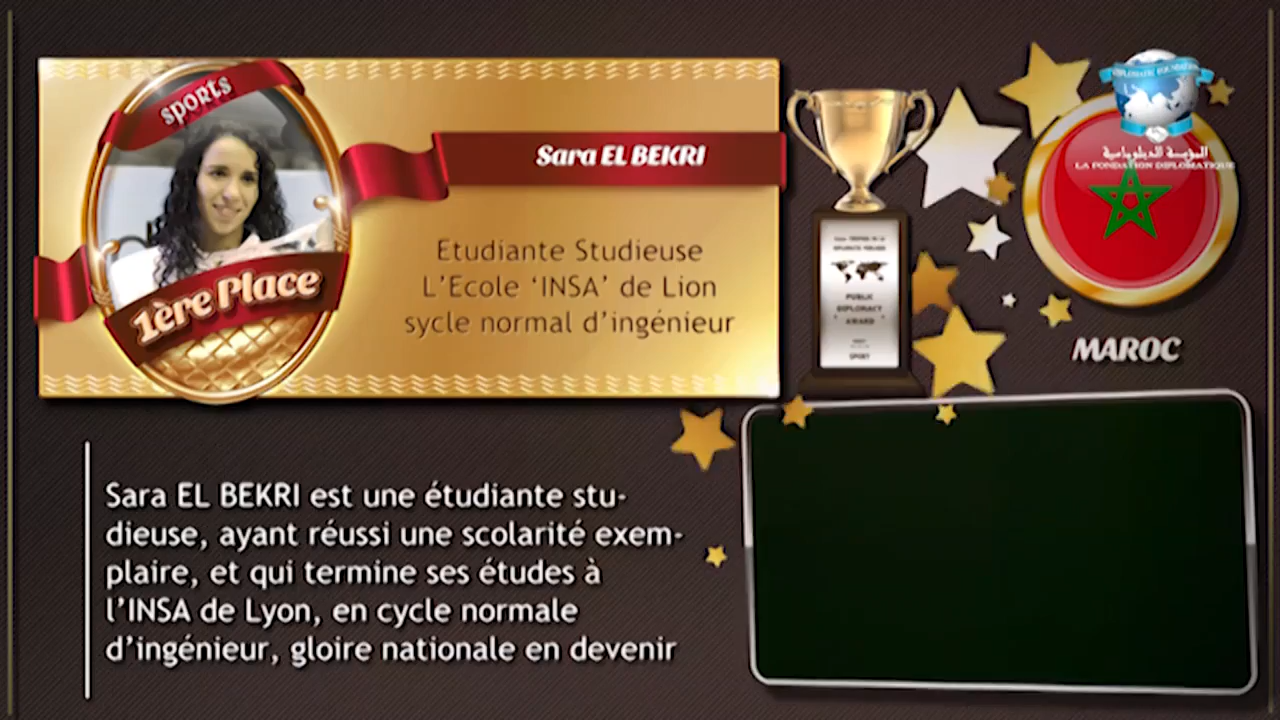 sports
Sara EL BEKRI
1ère Place
Etudiante Studieuse
L'Ecole ‘INSA’ de Lion
sycle normal d'ingénieur
PUBLIC
DIPLOMACY
AWARD
SPORT
المؤسسة الدبلوماسية
LA FONDATION DIPLOMATIQUE
MAROC
Sara EL BEKRI est une étudiante stu-
dieuse, ayant réussi une scolarité exem-
plaire, et qui termine ses études à
l'INSA de Lyon, en cycle normale
d'ingénieur, gloire nationale en devenir